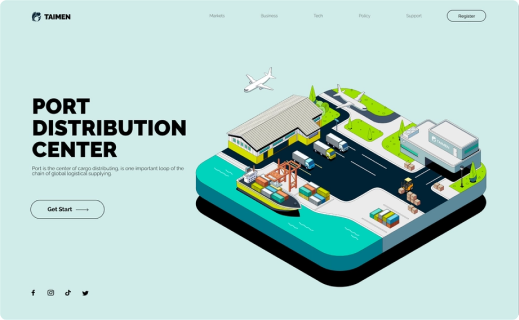 TAIMEN
Markets Business Tech Policy Support Register
PORT
DISTRIBUTION
CENTER
Port is the center of cargo distributing, is one important loop of the
chain of global logistical supplying.
Get Start